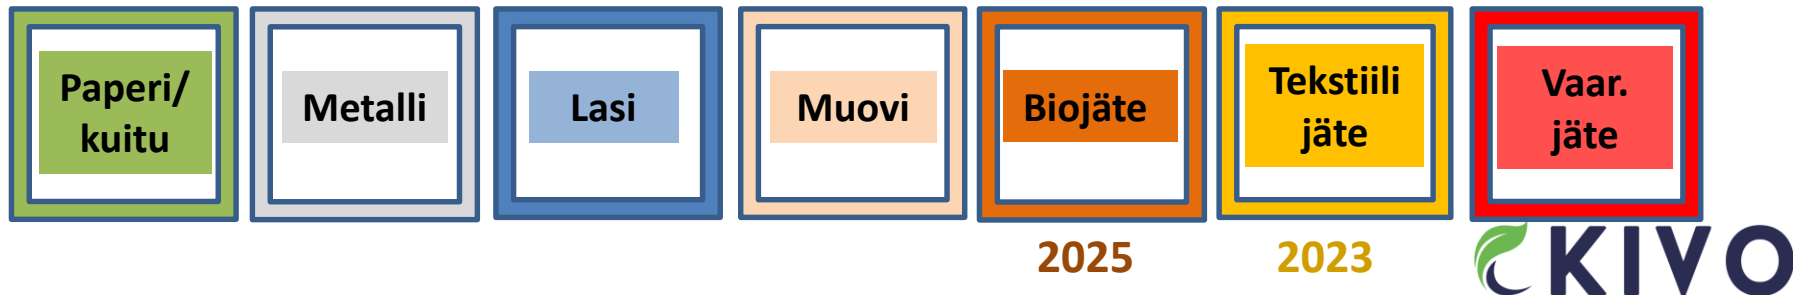 Paperi/
kuitu
Metalli
Lasi
Muovi
Biojäte
Tekstiili
jäte
Vaar.
jäte
2025
2023
KIVO